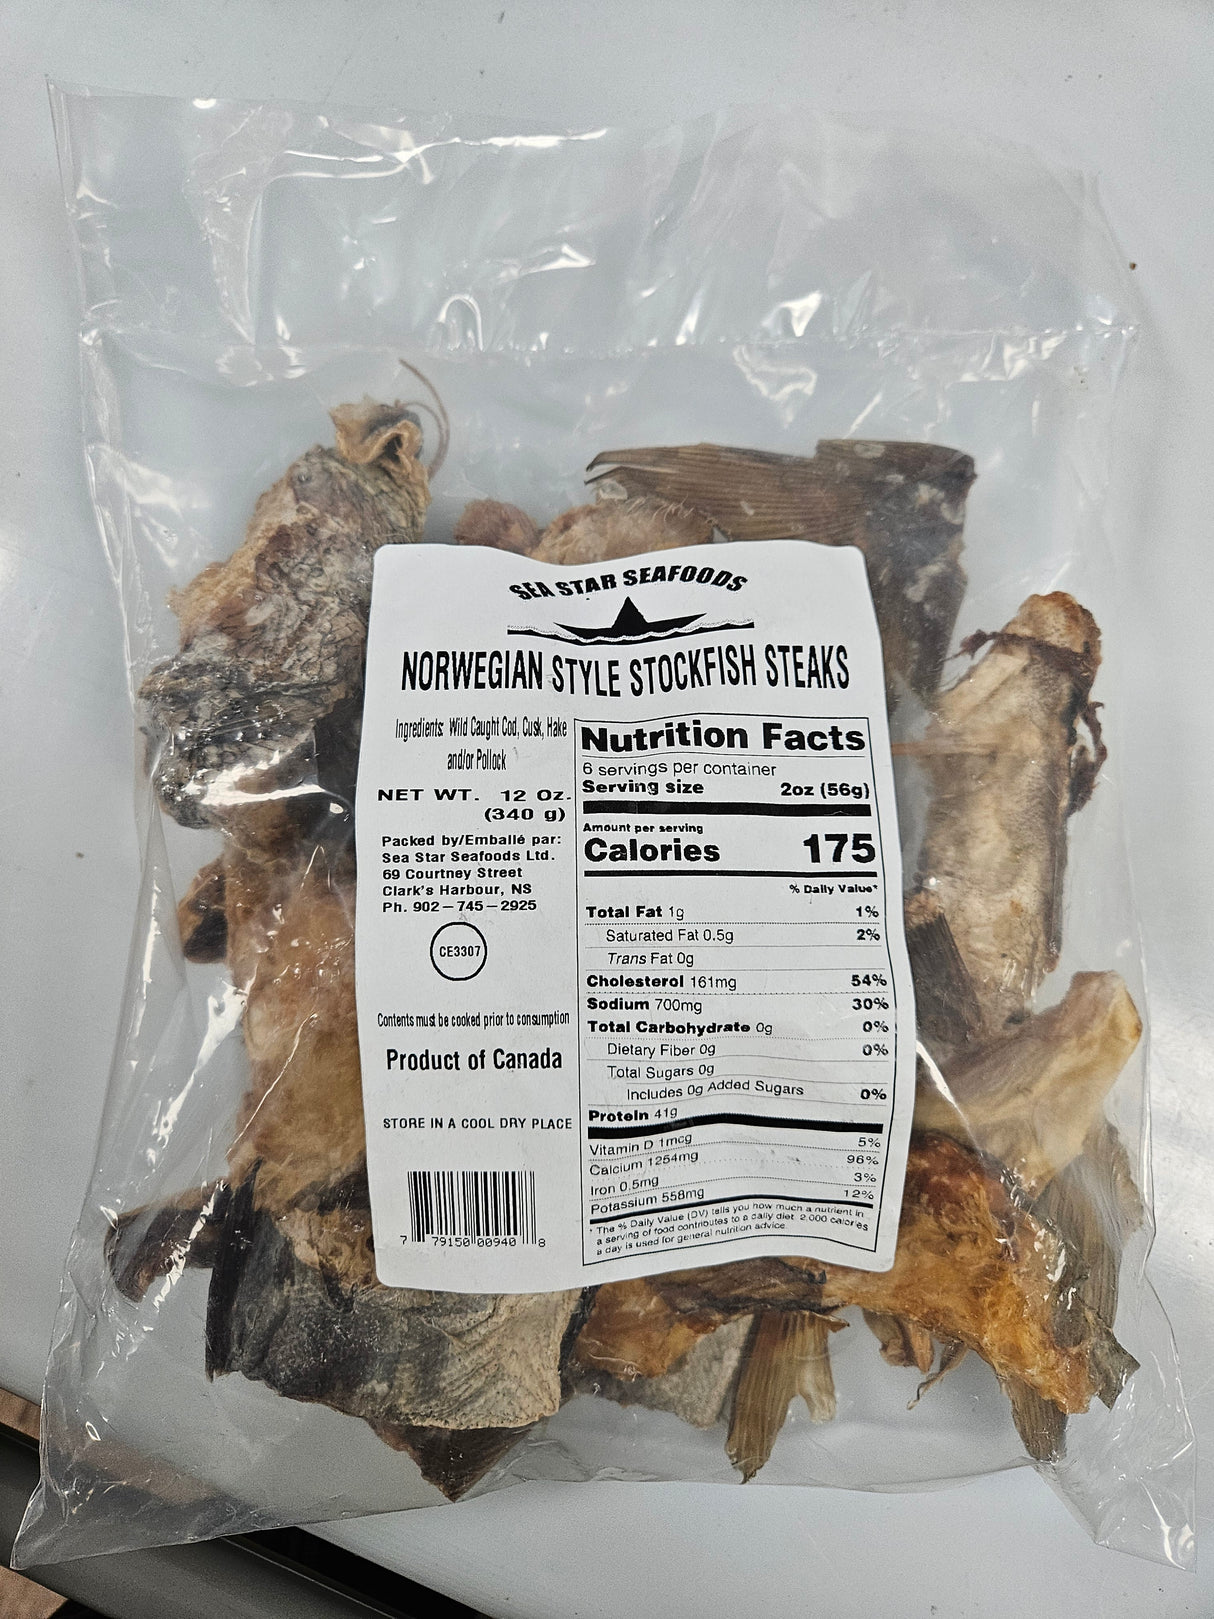 SEA STAR SEAFOODS
NORWEGIAN STYLE STOCKFISH STEAKS
Ingredients: Wild Caught Cod, Cusk, Hake
and/or Pollock
NET WT. 12 Oz.
(340 g)
Packed by/Emballé par:
Sea Star Seafoods Ltd.
69 Courtney Street
Clark's Harbour, NS
Ph. 902-745-2925
CE3307
Contents must be cooked prior to consumption
Product of Canada
STORE IN A COOL DRY PLACE
7 79150 00940 8
Nutrition Facts
6 servings per container
Serving size 2oz (56g)
Amount per serving
Calories 175
% Daily Value*
Total Fat 1g 1%
Saturated Fat 0.5g 2%
Trans Fat 0g
Cholesterol 161mg 54%
Sodium 700mg 30%
Total Carbohydrate 0g 0%
Dietary Fiber 0g 0%
Total Sugars 0g
Includes 0g Added Sugars 0%
Protein 41g
Vitamin D 1mcg 5%
Calcium 1254mg 96%
Iron 0.5mg 3%
Potassium 558mg 12%
* The % Daily Value (DV) tells you how much a nutrient in
a serving of food contributes to a daily diet. 2,000 calories
a day is used for general nutrition advice.